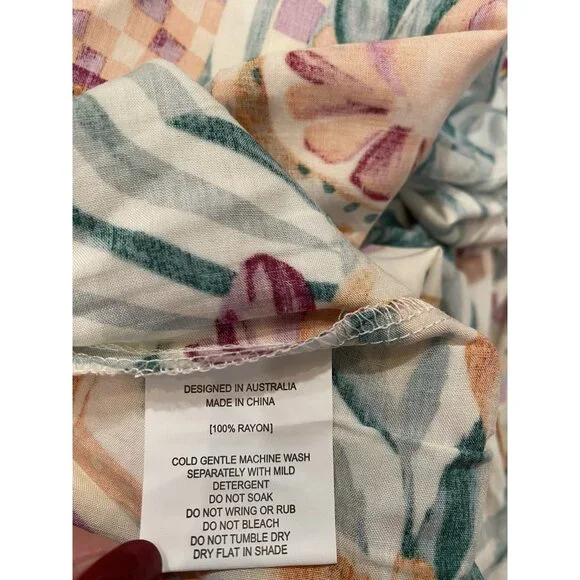 DESIGNED IN AUSTRALIA
MADE IN CHINA
[100% RAYON]
COLD GENTLE MACHINE WASH
SEPARATELY WITH MILD
DETERGENT
DO NOT SOAK
DO NOT WRING OR RUB
DO NOT BLEACH
DO NOT TUMBLE DRY
DRY FLAT IN SHADE